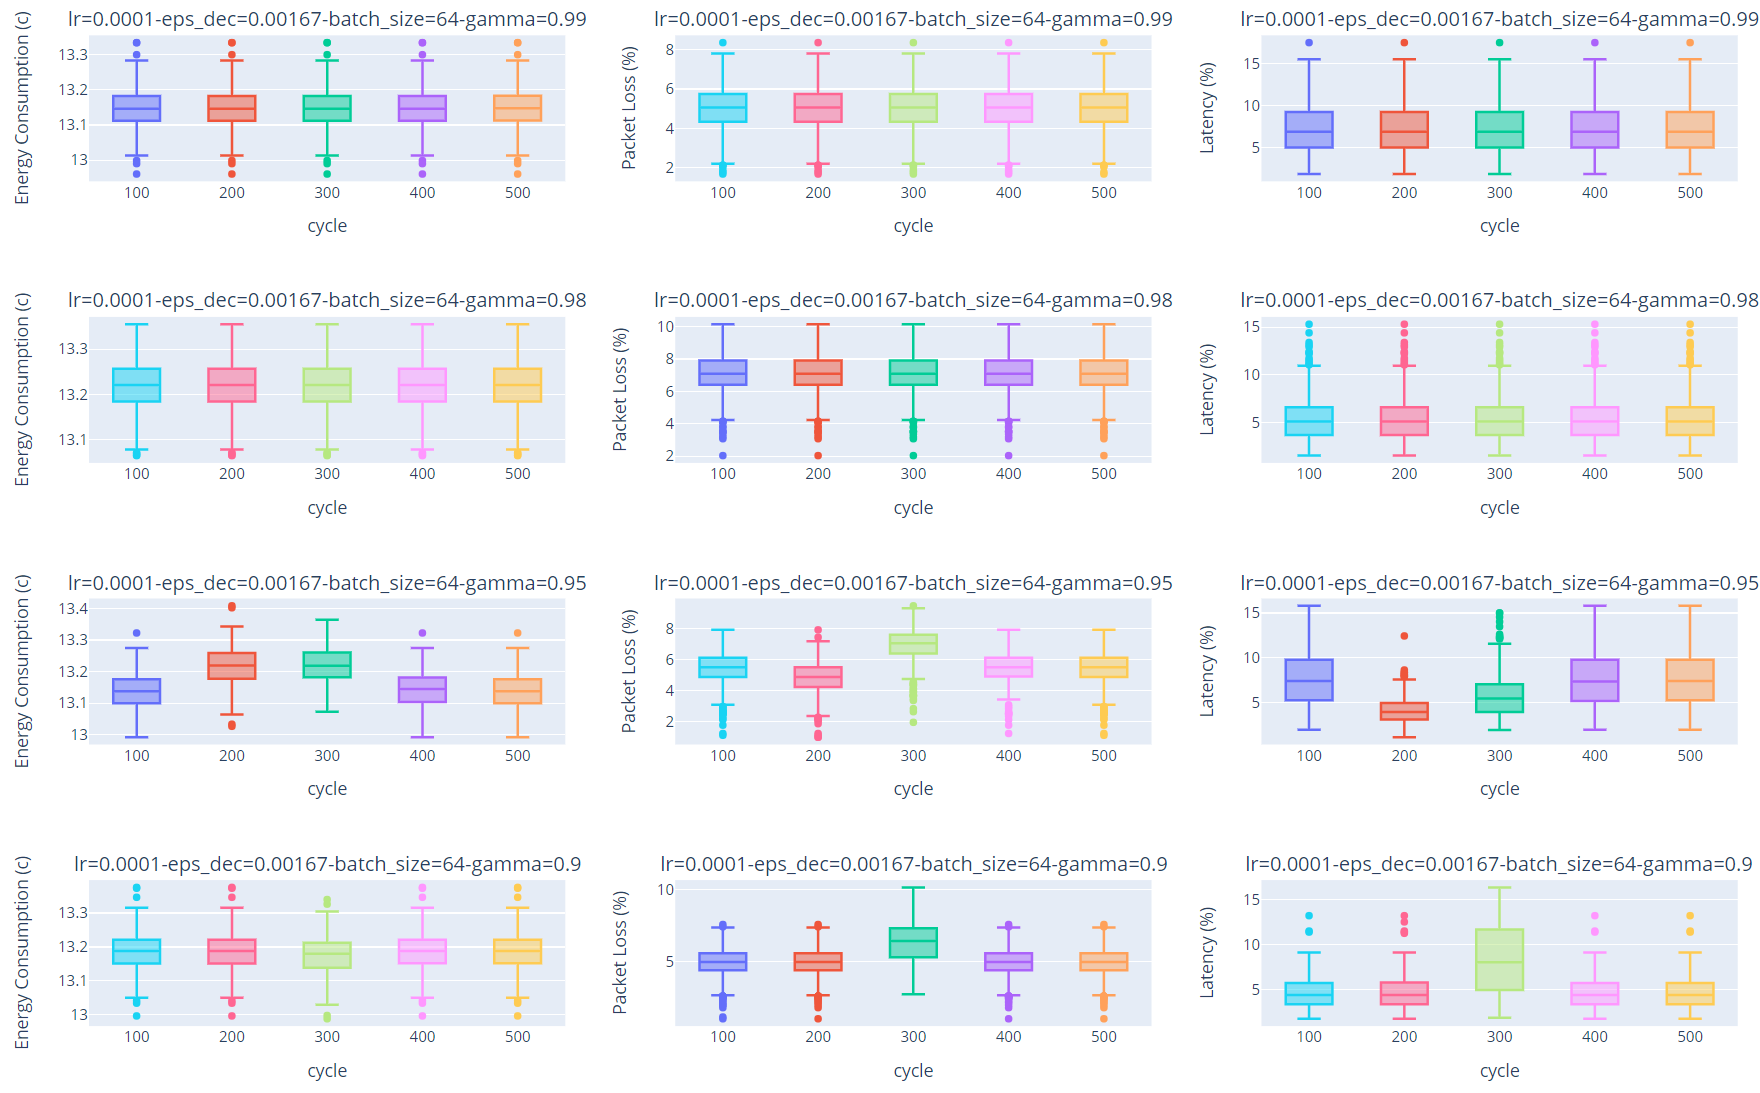 lr=0.0001-eps_dec=0.00167-batch_size=64-gamma=0.99
Energy Consumption (c)
13.3
13.2
13.1
13
100 200 300 400 500
cycle
lr=0.0001-eps_dec=0.00167-batch_size=64-gamma=0.99
Packet Loss (%)
8
6
4
2
100 200 300 400 500
cycle
lr=0.0001-eps_dec=0.00167-batch_size=64-gamma=0.99
Latency (%)
15
10
5
100 200 300 400 500
cycle
lr=0.0001-eps_dec=0.00167-batch_size=64-gamma=0.98
Energy Consumption (c)
13.3
13.2
13.1
100 200 300 400 500
cycle
lr=0.0001-eps_dec=0.00167-batch_size=64-gamma=0.98
Packet Loss (%)
10
8
6
4
2
100 200 300 400 500
cycle
lr=0.0001-eps_dec=0.00167-batch_size=64-gamma=0.98
Latency (%)
15
10
5
100 200 300 400 500
cycle
lr=0.0001-eps_dec=0.00167-batch_size=64-gamma=0.95
Energy Consumption (c)
13.4
13.3
13.2
13.1
13
100 200 300 400 500
cycle
lr=0.0001-eps_dec=0.00167-batch_size=64-gamma=0.95
Packet Loss (%)
8
6
4
2
100 200 300 400 500
cycle
lr=0.0001-eps_dec=0.00167-batch_size=64-gamma=0.95
Latency (%)
15
10
5
100 200 300 400 500
cycle
lr=0.0001-eps_dec=0.00167-batch_size=64-gamma=0.9
Energy Consumption (c)
13.3
13.2
13.1
13
100 200 300 400 500
cycle
lr=0.0001-eps_dec=0.00167-batch_size=64-gamma=0.9
Packet Loss (%)
10
5
100 200 300 400 500
cycle
lr=0.0001-eps_dec=0.00167-batch_size=64-gamma=0.9
Latency (%)
15
10
5
100 200 300 400 500
cycle